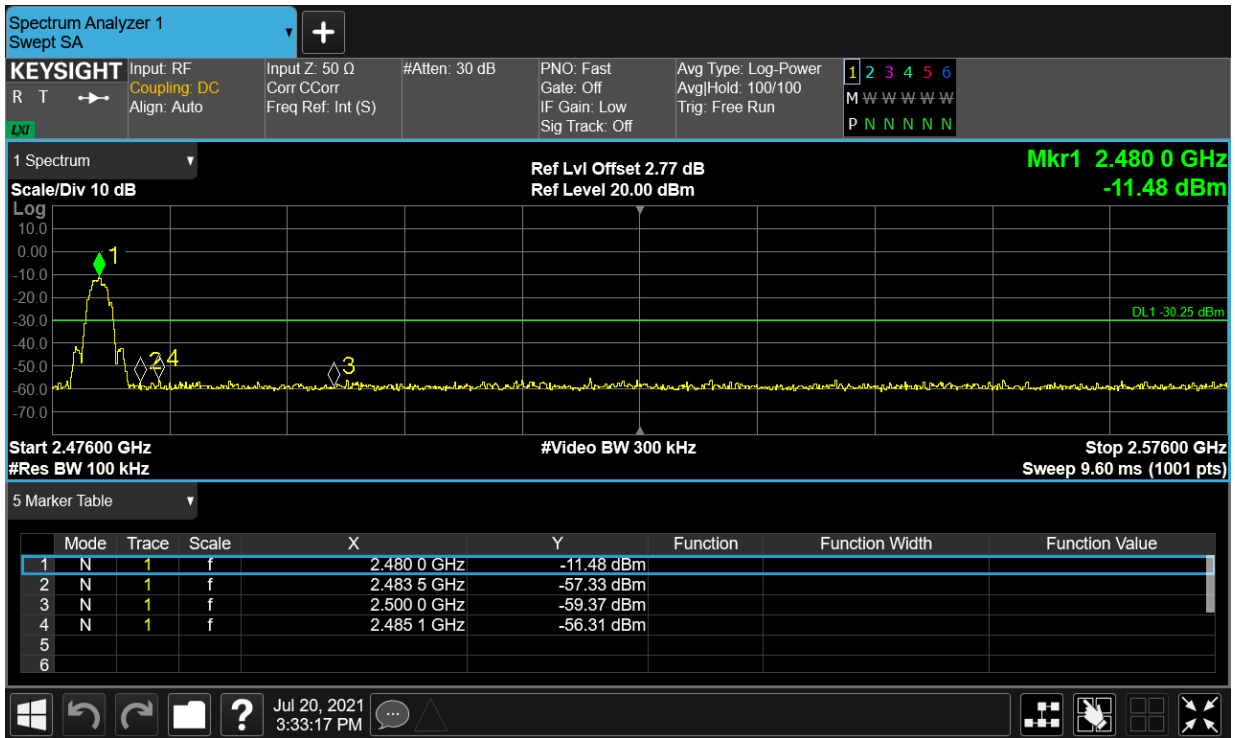 Spectrum Analyzer 1
Swept SA
KEYSIGHT
R T
LXI
Input: RF
Coupling: DC
Align: Auto
Input Z: 50 Ω
Corr CCorr
Freq Ref: Int (S)
#Atten: 30 dB
PNO: Fast
Gate: Off
IF Gain: Low
Sig Track: Off
Avg Type: Log-Power
Avg|Hold: 100/100
Trig: Free Run
1 2 3 4 5 6
M W W W W W
P N N N N N
1 Spectrum
Scale/Div 10 dB
Ref Lvl Offset 2.77 dB
Ref Level 20.00 dBm
Mkr1 2.480 0 GHz
-11.48 dBm
Log
10.0
0.00
-10.0
-20.0
-30.0
-40.0
-50.0
-60.0
-70.0
1
2 4
3
DL1 -30.25 dBm
Start 2.47600 GHz
#Video BW 300 kHz
Stop 2.57600 GHz
#Res BW 100 kHz
Sweep 9.60 ms (1001 pts)
5 Marker Table
Mode Trace Scale X Y Function Function Width Function Value
1 N 1 f 2.480 0 GHz -11.48 dBm
2 N 1 f 2.483 5 GHz -57.33 dBm
3 N 1 f 2.500 0 GHz -59.37 dBm
4 N 1 f 2.485 1 GHz -56.31 dBm
5
6
?
Jul 20, 2021
3:33:17 PM